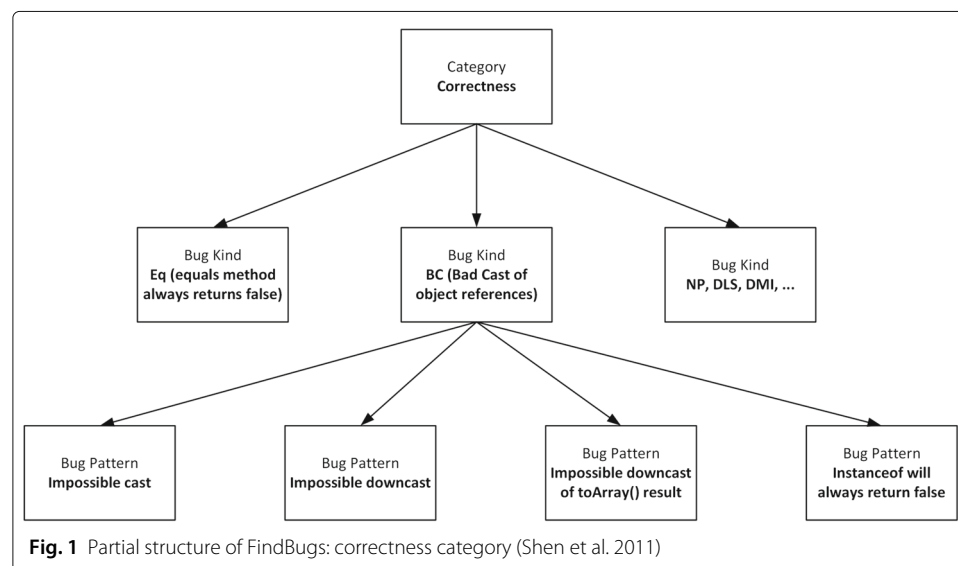 Category
Correctness
Bug Kind
Eq (equals method
always returns false)
Bug Kind
BC (Bad Cast of
object references)
Bug Kind
NP, DLS, DMI, ...
Bug Pattern
Impossible cast
Bug Pattern
Impossible downcast
Bug Pattern
Impossible downcast
of toArray() result
Bug Pattern
Instanceof will
always return false
Fig. 1 Partial structure of FindBugs: correctness category (Shen et al. 2011)